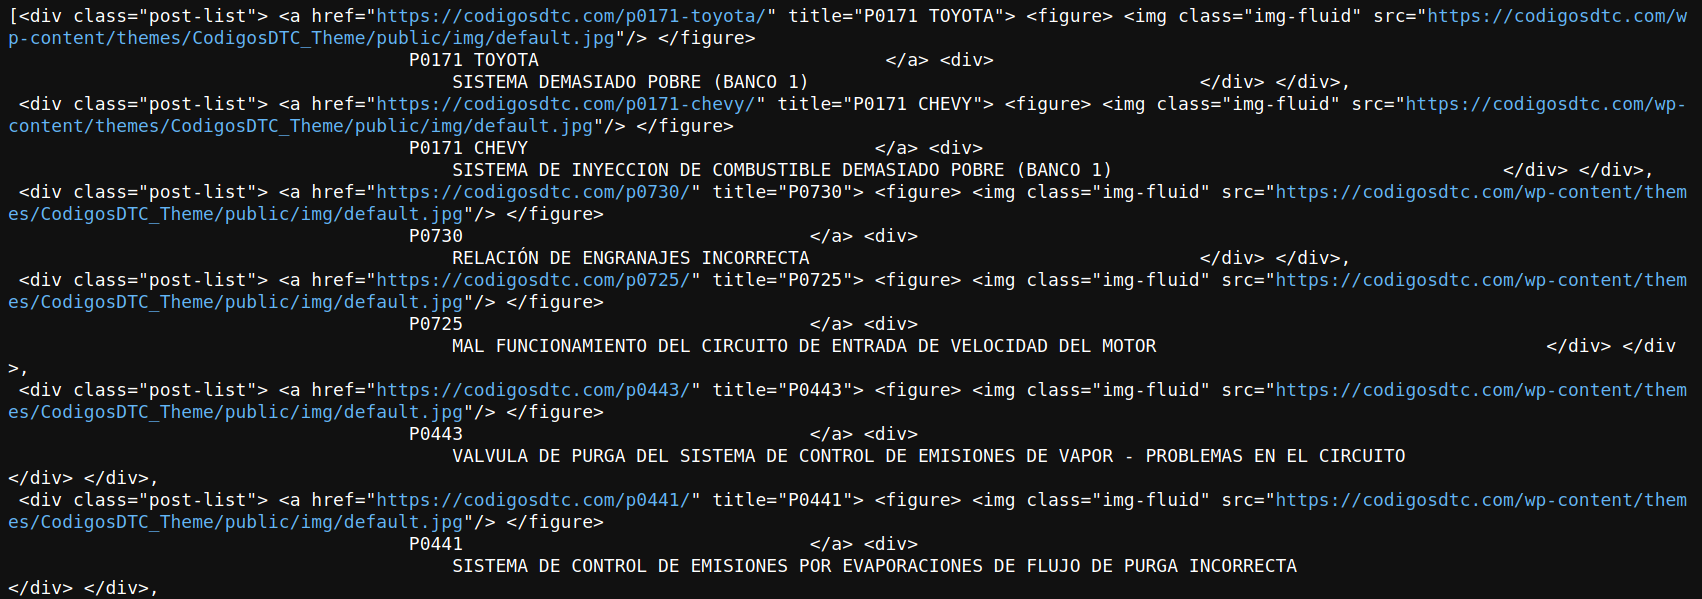 [<div class="post-list"> <a href="https://codigosdtc.com/p0171-toyota/" title="P0171 TOYOTA"> <figure> <img class="img-fluid" src="https://codigosdtc.com/w
p-content/themes/CodigosDTC_Theme/public/img/default.jpg"/> </figure>
P0171 TOYOTA </a> <div>
SISTEMA DEMASIADO POBRE (BANCO 1) </div> </div>,
<div class="post-list"> <a href="https://codigosdtc.com/p0171-chevy/" title="P0171 CHEVY"> <figure> <img class="img-fluid" src="https://codigosdtc.com/wp-
content/themes/CodigosDTC_Theme/public/img/default.jpg"/> </figure>
P0171 CHEVY </a> <div>
SISTEMA DE INYECCION DE COMBUSTIBLE DEMASIADO POBRE (BANCO 1) </div> </div>,
<div class="post-list"> <a href="https://codigosdtc.com/p0730/" title="P0730"> <figure> <img class="img-fluid" src="https://codigosdtc.com/wp-content/them
es/CodigosDTC_Theme/public/img/default.jpg"/> </figure>
P0730 </a> <div>
RELACIÓN DE ENGRANAJES INCORRECTA </div> </div>,
<div class="post-list"> <a href="https://codigosdtc.com/p0725/" title="P0725"> <figure> <img class="img-fluid" src="https://codigosdtc.com/wp-content/them
es/CodigosDTC_Theme/public/img/default.jpg"/> </figure>
P0725 </a> <div>
MAL FUNCIONAMIENTO DEL CIRCUITO DE ENTRADA DE VELOCIDAD DEL MOTOR </div> </div
>,
<div class="post-list"> <a href="https://codigosdtc.com/p0443/" title="P0443"> <figure> <img class="img-fluid" src="https://codigosdtc.com/wp-content/them
es/CodigosDTC_Theme/public/img/default.jpg"/> </figure>
P0443 </a> <div>
VALVULA DE PURGA DEL SISTEMA DE CONTROL DE EMISIONES DE VAPOR - PROBLEMAS EN EL CIRCUITO
</div> </div>,
<div class="post-list"> <a href="https://codigosdtc.com/p0441/" title="P0441"> <figure> <img class="img-fluid" src="https://codigosdtc.com/wp-content/them
es/CodigosDTC_Theme/public/img/default.jpg"/> </figure>
P0441 </a> <div>
SISTEMA DE CONTROL DE EMISIONES POR EVAPORACIONES DE FLUJO DE PURGA INCORRECTA
</div> </div>,